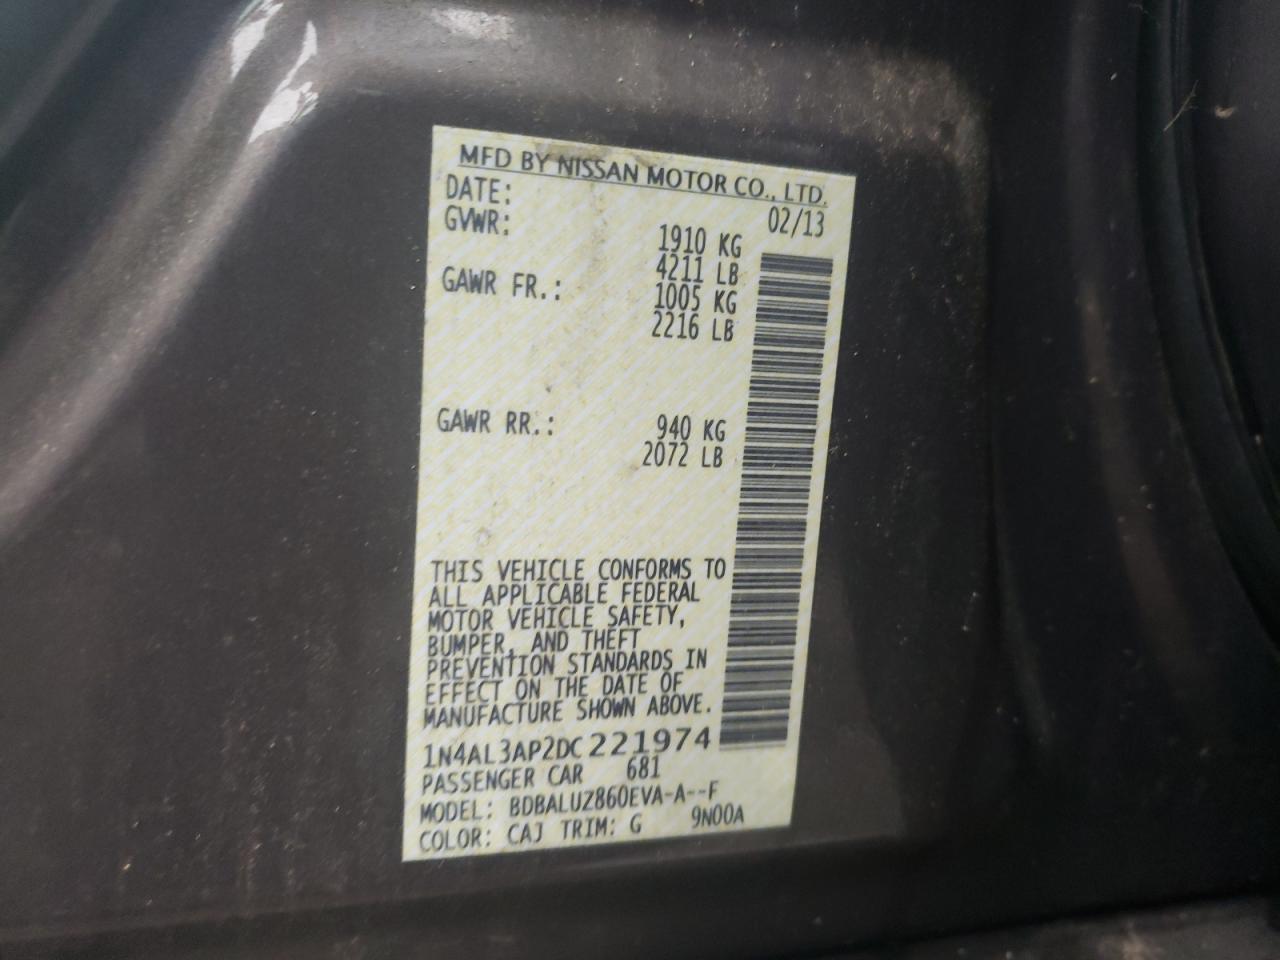 MFD BY NISSAN MOTOR CO., LTD.
DATE: 02/13
GVWR: 1910 KG
4211 LB
GAWR FR.: 1005 KG
2216 LB
GAWR RR.: 940 KG
2072 LB
THIS VEHICLE CONFORMS TO
ALL APPLICABLE FEDERAL
MOTOR VEHICLE SAFETY,
BUMPER, AND THEFT
PREVENTION STANDARDS IN
EFFECT ON THE DATE OF
MANUFACTURE SHOWN ABOVE.
1N4AL3AP2DC221974
PASSENGER CAR 681
MODEL: BDBALUZ860EVA-A--F
COLOR: CAJ TRIM: G 9N00A